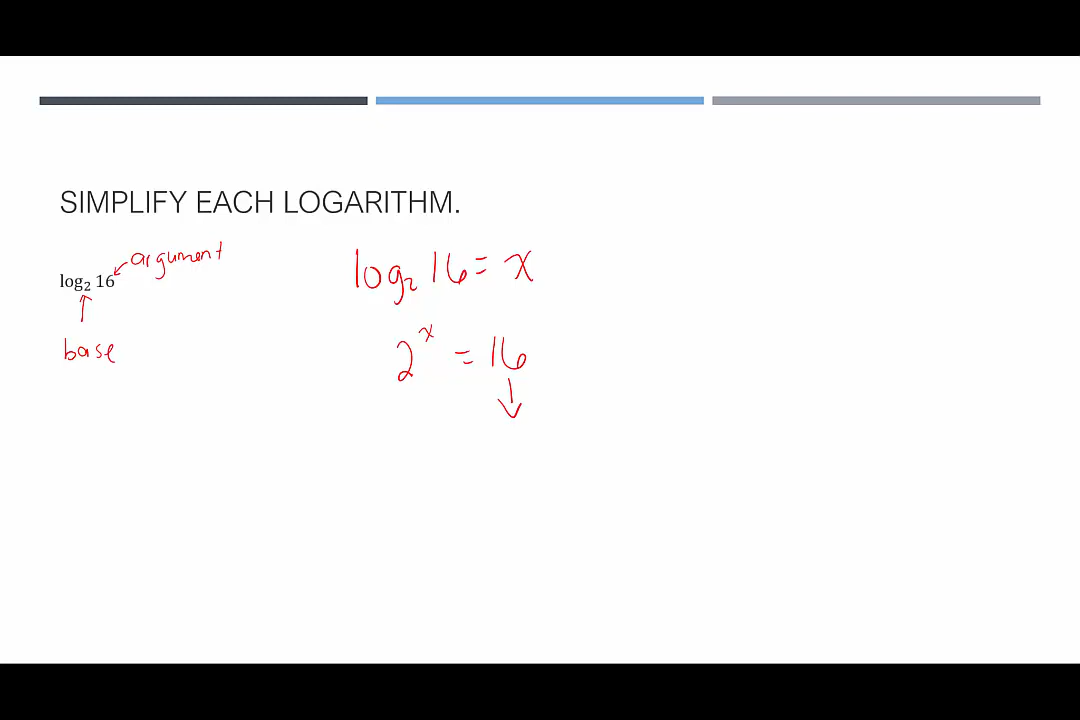 SIMPLIFY EACH LOGARITHM.
argument
log₂ 16
base
log₂ 16 = x
2ˣ = 16